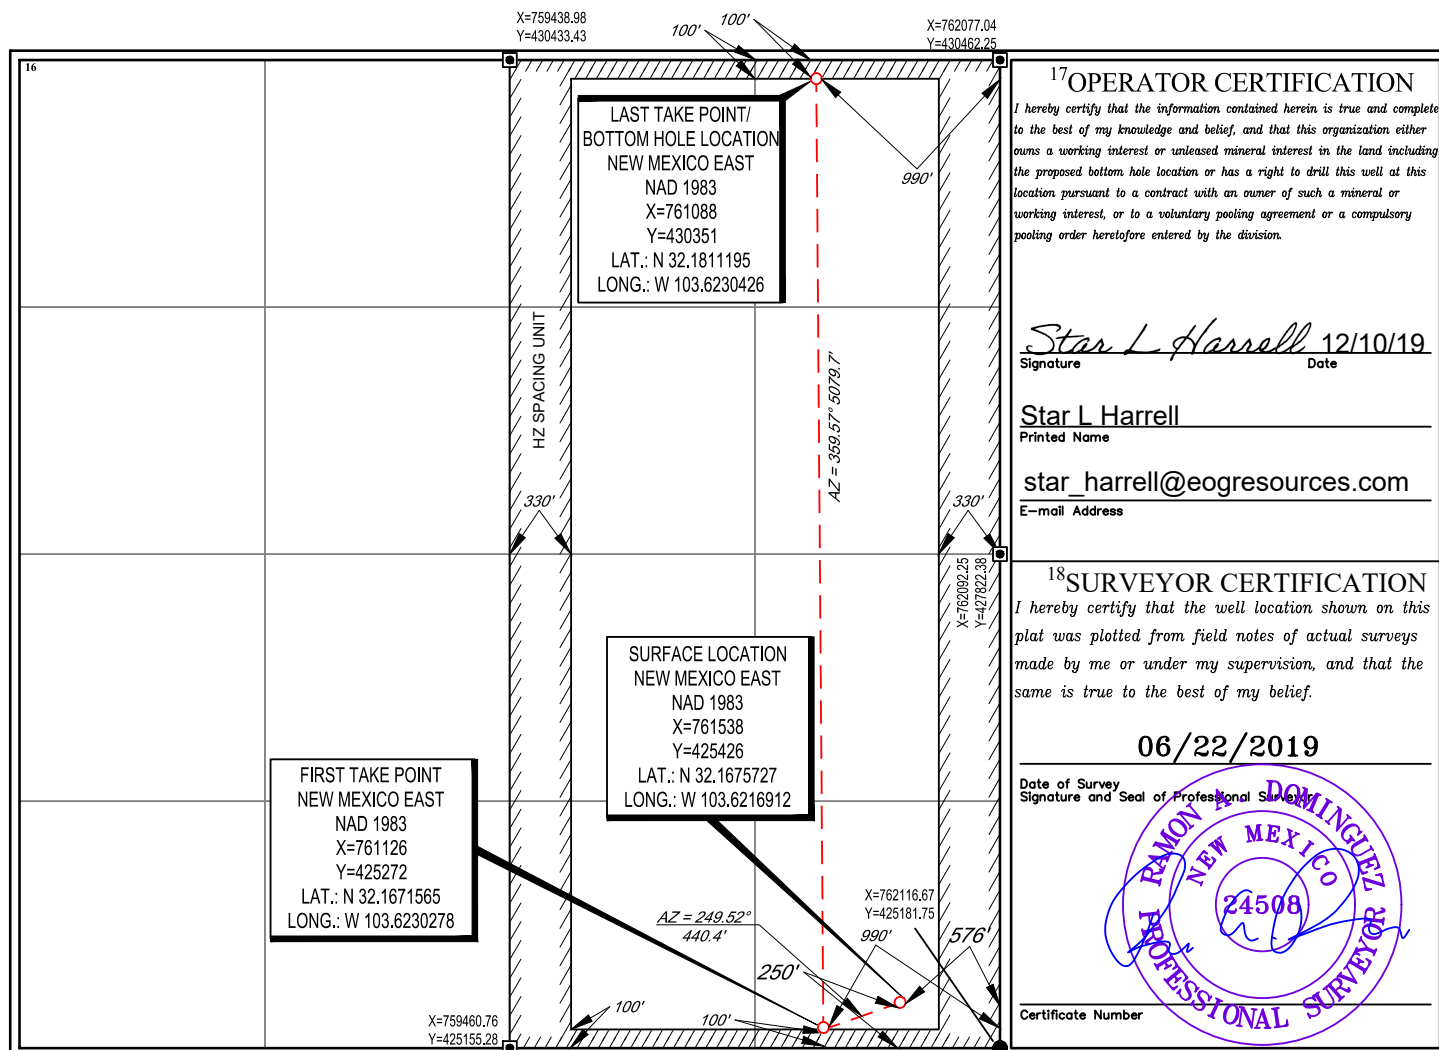 X=759438.98
Y=430433.43
100'
100'
X=762077.04
Y=430462.25
16
LAST TAKE POINT/
BOTTOM HOLE LOCATION
NEW MEXICO EAST
NAD 1983
X=761088
Y=430351
LAT.: N 32.1811195
LONG.: W 103.6230426
990'
HZ SPACING UNIT
AZ = 359.57° 5079.7'
330'
330'
X=762092.25
Y=427822.38
SURFACE LOCATION
NEW MEXICO EAST
NAD 1983
X=761538
Y=425426
LAT.: N 32.1675727
LONG.: W 103.6216912
FIRST TAKE POINT
NEW MEXICO EAST
NAD 1983
X=761126
Y=425272
LAT.: N 32.1671565
LONG.: W 103.6230278
X=762116.67
Y=425181.75
AZ = 249.52°
440.4'
990'
576'
250'
100'
100'
X=759460.76
Y=425155.28
17 OPERATOR CERTIFICATION
I hereby certify that the information contained herein is true and complete
to the best of my knowledge and belief, and that this organization either
owns a working interest or unleased mineral interest in the land including
the proposed bottom hole location or has a right to drill this well at this
location pursuant to a contract with an owner of such a mineral or
working interest, or to a voluntary pooling agreement or a compulsory
pooling order heretofore entered by the division.
Star L Harrell 12/10/19
Signature Date
Star L Harrell
Printed Name
star_harrell@eogresources.com
E-mail Address
18 SURVEYOR CERTIFICATION
I hereby certify that the well location shown on this
plat was plotted from field notes of actual surveys
made by me or under my supervision, and that the
same is true to the best of my belief.
06/22/2019
Date of Survey
Signature and Seal of Professional Surveyor:
RAMON A. DOMINGUEZ
NEW MEXICO
24508
PROFESSIONAL SURVEYOR
Certificate Number